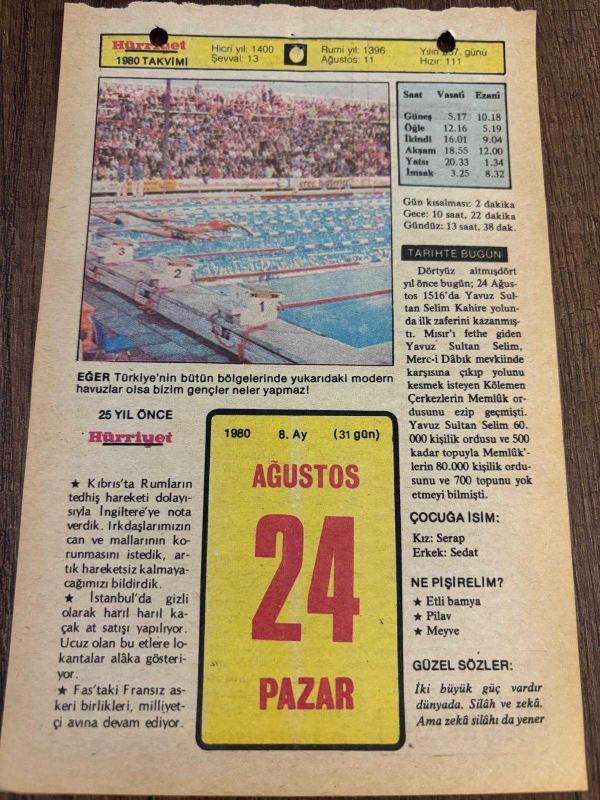 Hürriyet
1980 TAKVİMİ
Hicri yıl: 1400
Şevval: 13
Rumi yıl: 1396
Ağustos: 11
Yılın 237. günü
Hızır: 111
Saat Vasatî Ezanî
Güneş 5.17 10.18
Öğle 12.16 5.19
İkindi 16.01 9.04
Akşam 18.55 12.00
Yatsı 20.33 1.34
İmsak 3.25 8.32
Gün kısalması: 2 dakika
Gece: 10 saat, 22 dakika
Gündüz: 13 saat, 38 dak.
3
2
1
EĞER Türkiye'nin bütün bölgelerinde yukarıdaki modern
havuzlar olsa bizim gençler neler yapmaz!
TARİHTE BUGÜN
Dörtyüz altmışdört
yıl önce bugün; 24 Ağus-
tos 1516'da Yavuz Sul-
tan Selim Kahire yolun-
da ilk zaferini kazanmış-
tı. Mısır'ı fethe giden
Yavuz Sultan Selim,
Merc-i Dâbık mevkiinde
karşısına çıkıp yolunu
kesmek isteyen Kölemen
Çerkezlerin Memlûk or-
dusunu ezip geçmişti.
Yavuz Sultan Selim 60.
000 kişilik ordusu ve 500
kadar topuyla Memlûk'-
lerin 80.000 kişilik ordu-
sunu ve 700 topunu yok
etmeyi bilmişti.
25 YIL ÖNCE
Hürriyet
★ Kıbrıs'ta Rumların
tedhiş hareketi dolayı-
sıyla İngiltere'ye nota
verdik. Irkdaşlarımızın
can ve mallarının ko-
runmasını istedik, ar-
tık hareketsiz kalmaya-
cağımızı bildirdik.
★ İstanbul'da gizli
olarak harıl harıl ka-
çak at satışı yapılıyor.
Ucuz olan bu etlere lo-
kantalar alâka gösteri-
yor.
★ Fas'taki Fransız as-
keri birlikleri, milliyet-
çi avına devam ediyor.
1980 8. Ay (31 gün)
AĞUSTOS
24
PAZAR
ÇOCUĞA İSİM:
Kız: Serap
Erkek: Sedat
NE PİŞİRELİM?
★ Etli bamya
★ Pilav
★ Meyve
GÜZEL SÖZLER:
İki büyük güç vardır
dünyada. Silâh ve zekâ.
Ama zekâ silâhı da yener